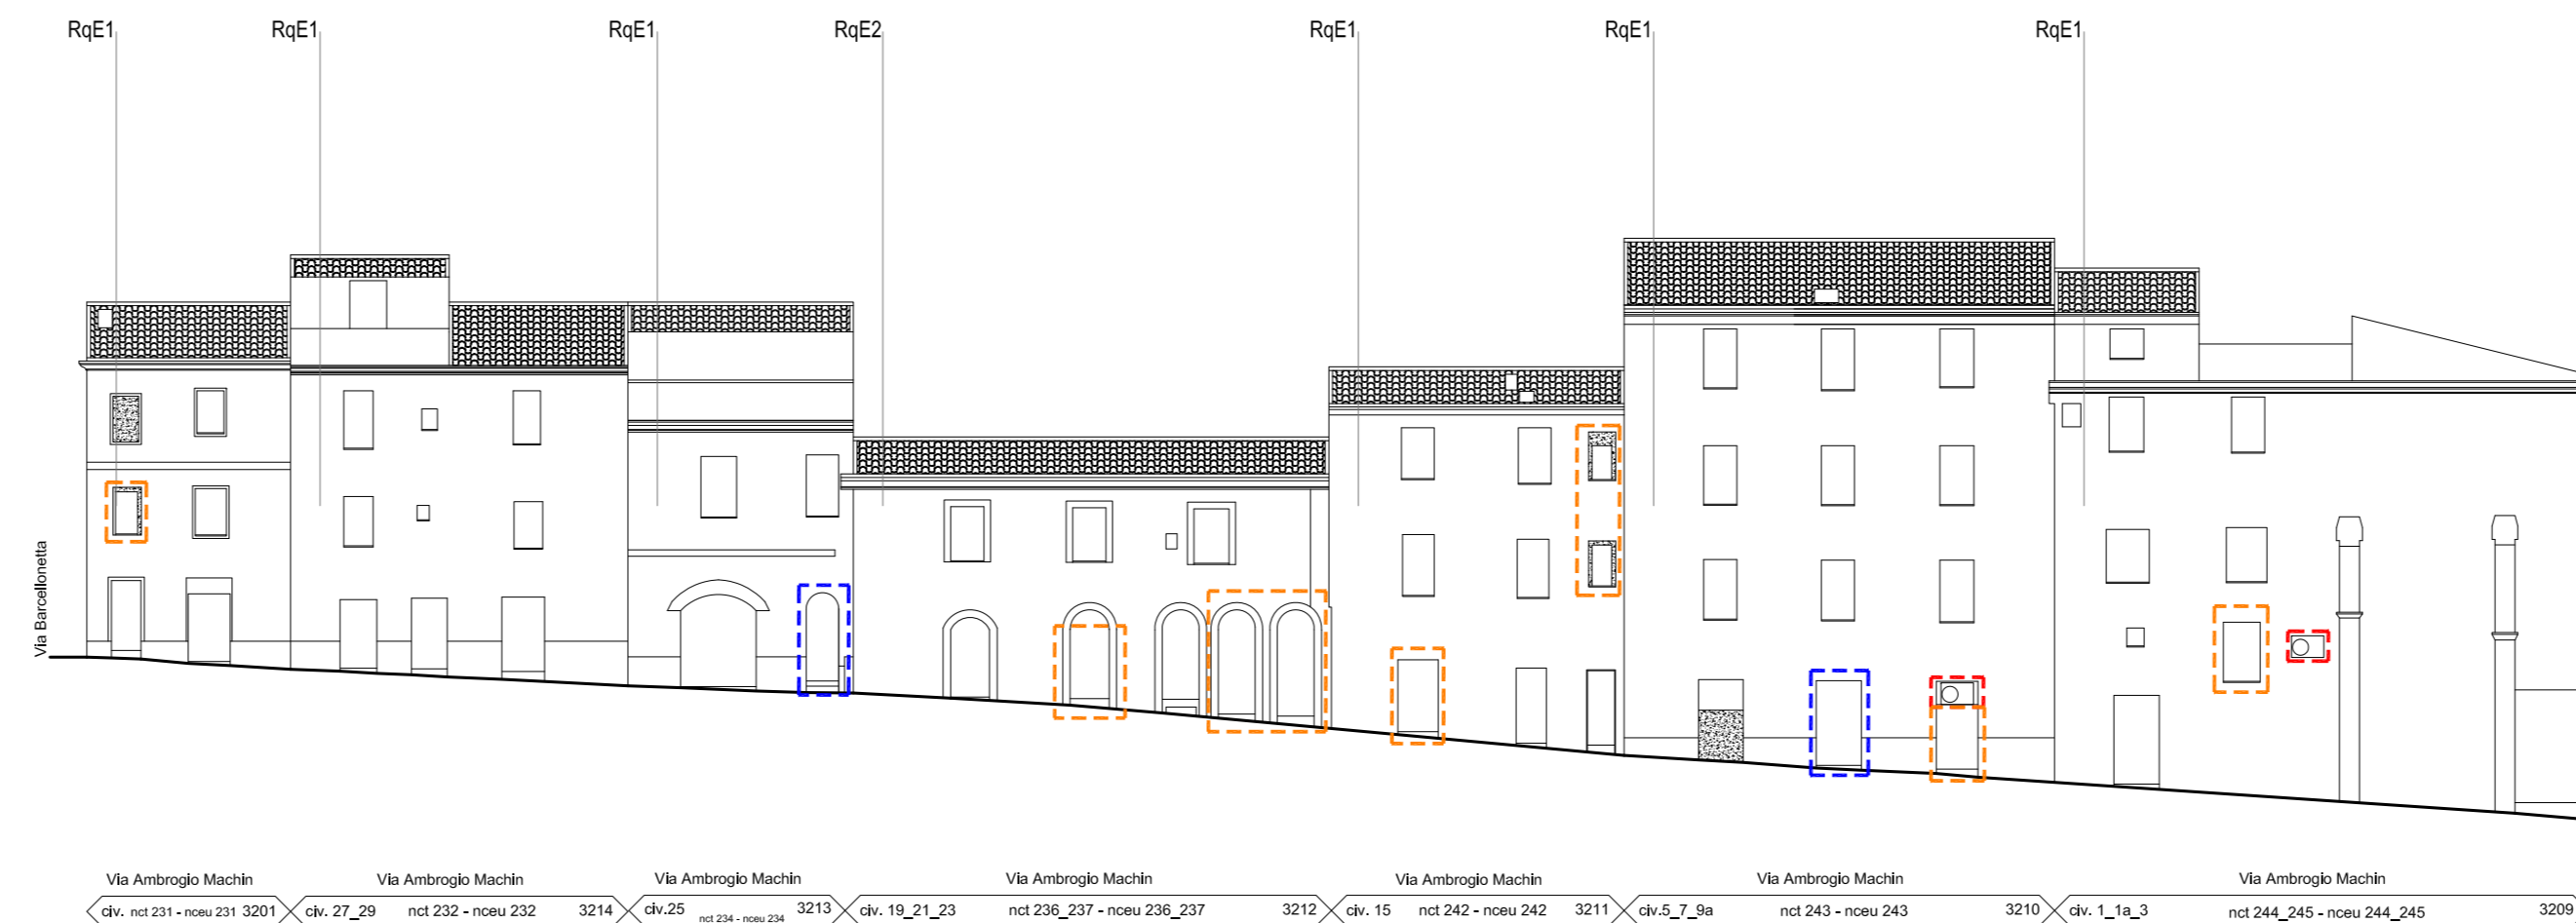 RqE1 RqE1 RqE1 RqE2 RqE1 RqE1 RqE1
Via Barcellonetta
Via Ambrogio Machin Via Ambrogio Machin Via Ambrogio Machin Via Ambrogio Machin Via Ambrogio Machin Via Ambrogio Machin Via Ambrogio Machin
civ. nct 231 - nceu 231 3201 civ. 27_29 nct 232 - nceu 232 3214 civ.25 nct 234 - nceu 234 3213 civ. 19_21_23 nct 236_237 - nceu 236_237 3212 civ. 15 nct 242 - nceu 242 3211 civ.5_7_9a nct 243 - nceu 243 3210 civ. 1_1a_3 nct 244_245 - nceu 244_245 3209